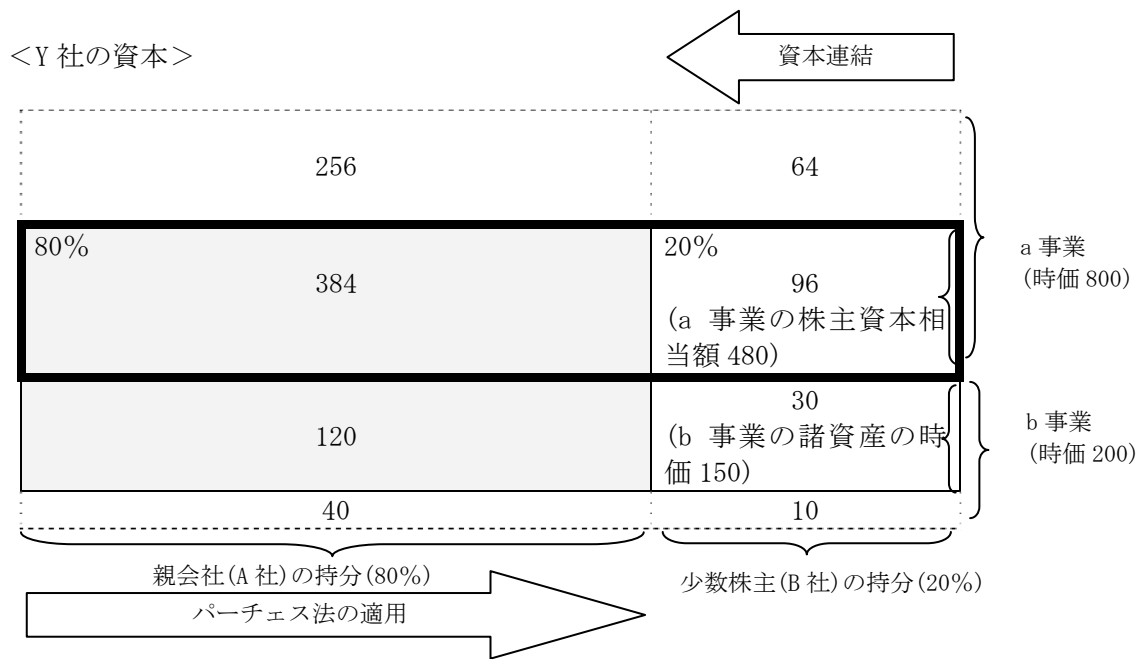 ＜Y 社の資本＞
資本連結
256
64
80％
384
20％
96
(a 事業の株主資本相
当額 480)
a 事業
(時価 800)
120
30
(b 事業の諸資産の時
価 150)
b 事業
(時価 200)
40
10
親会社(A 社)の持分(80%)
少数株主(B 社)の持分(20%)
パーチェス法の適用